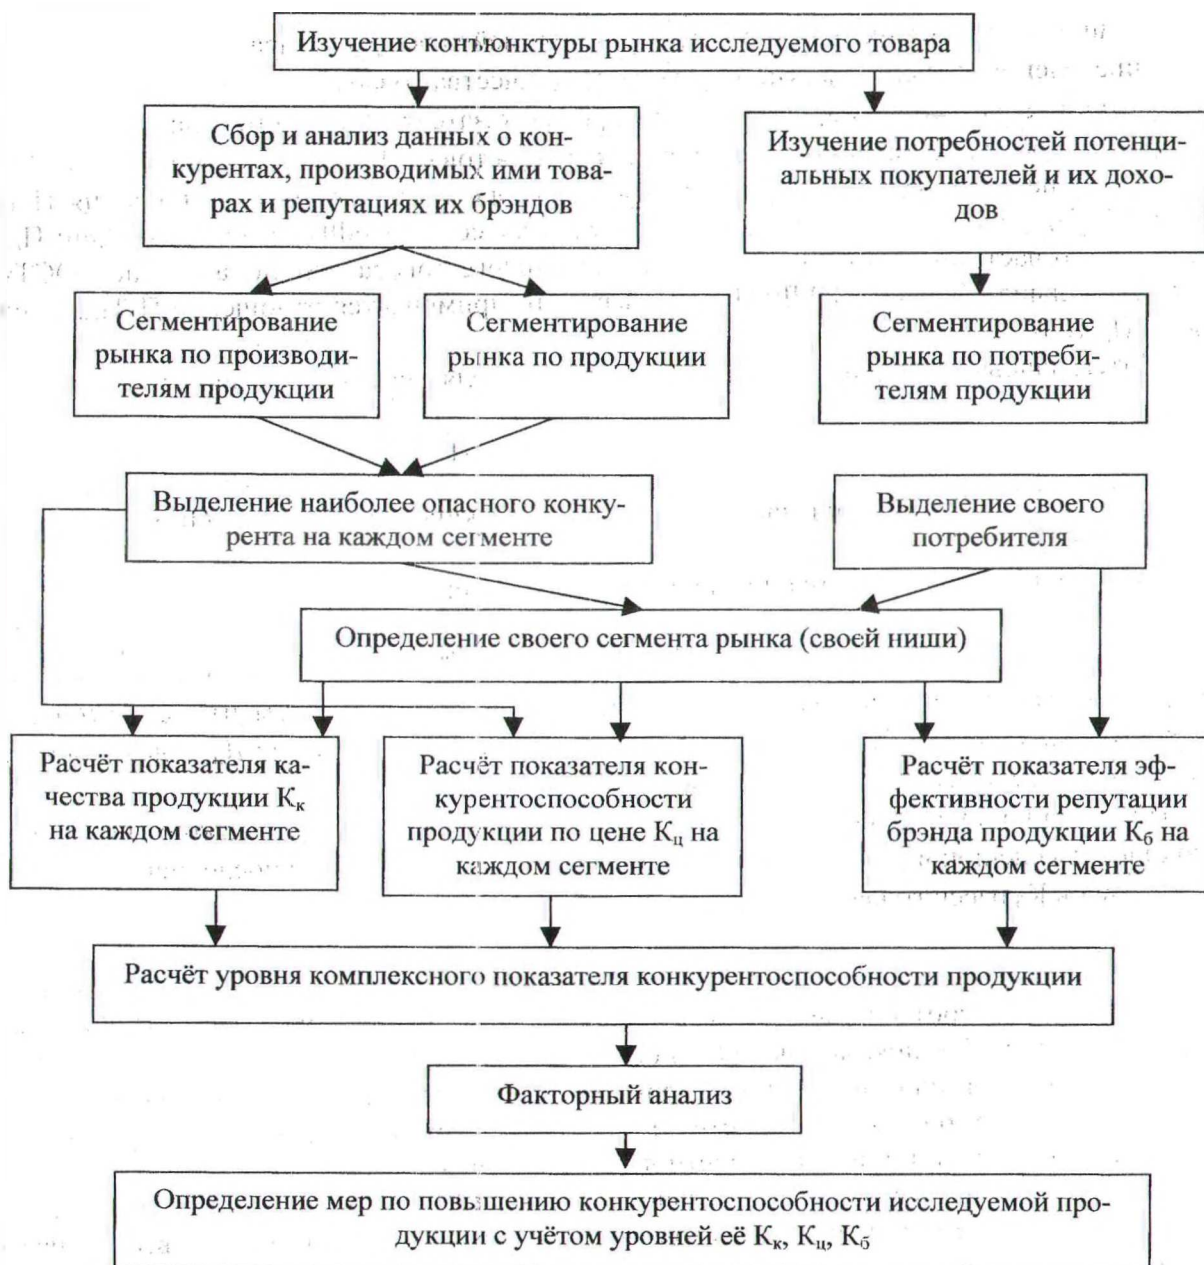 Изучение конъюнктуры рынка исследуемого товара
Сбор и анализ данных о кон-
курентах, производимых ими това-
рах и репутациях их брэндов
Изучение потребностей потенци-
альных покупателей и их дохо-
дов
Сегментирование
рынка по производи-
телям продукции
Сегментирование
рынка по продукции
Сегментирование
рынка по потреби-
телям продукции
Выделение наиболее опасного конку-
рента на каждом сегменте
Выделение своего
потребителя
Определение своего сегмента рынка (своей ниши)
Расчёт показателя ка-
чества продукции Кк
на каждом сегменте
Расчёт показателя кон-
курентоспособности
продукции по цене Кц на
каждом сегменте
Расчёт показателя эф-
фективности репутации
брэнда продукции Кб на
каждом сегменте
Расчёт уровня комплексного показателя конкурентоспособности продукции
Факторный анализ
Определение мер по повышению конкурентоспособности исследуемой про-
дукции с учётом уровней её Кк, Кц, Кб